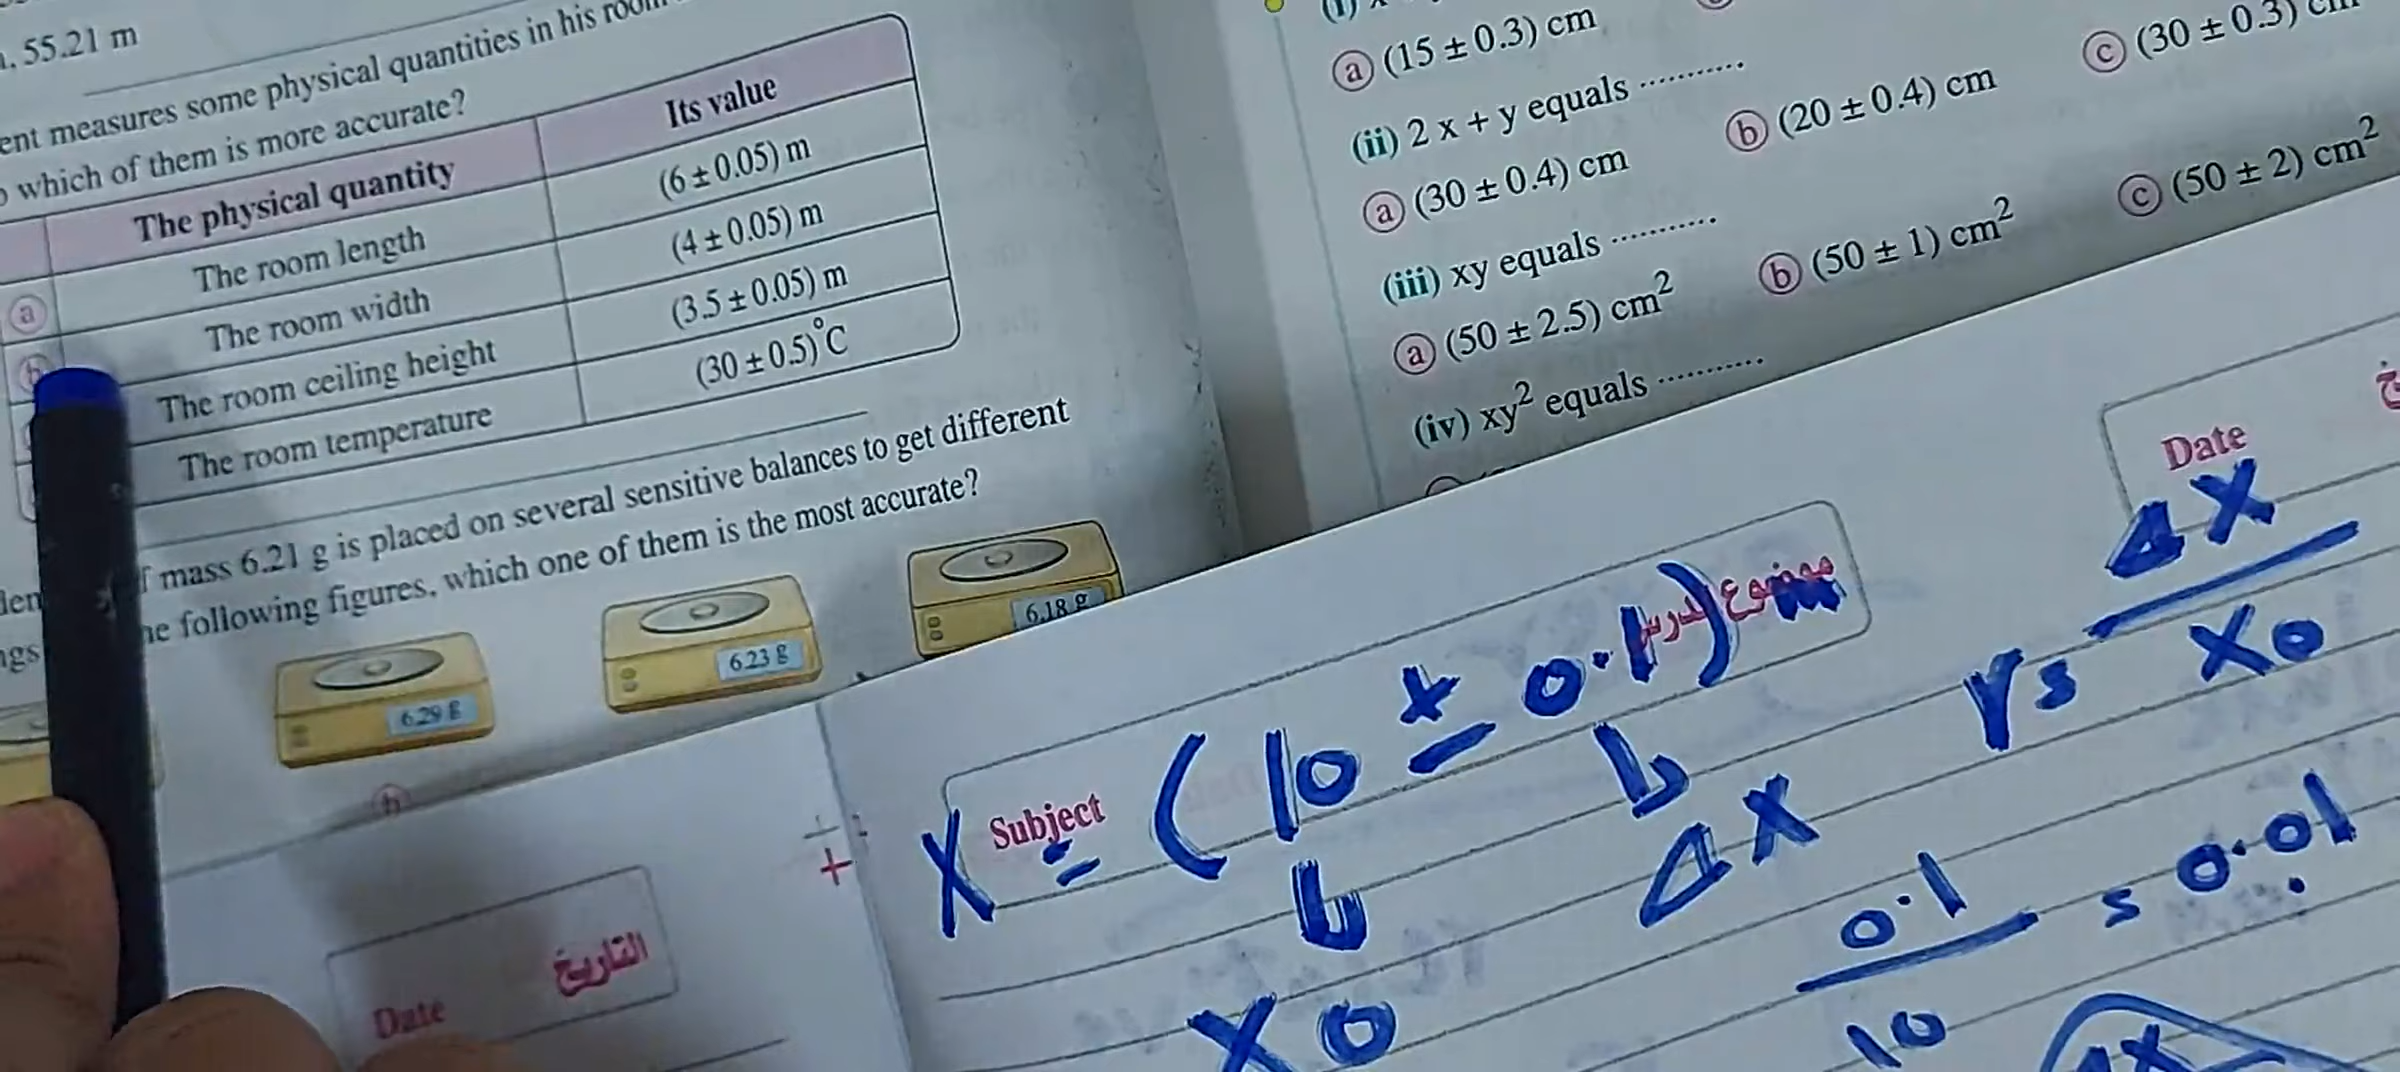 55.21 m
measures some physical quantities in his
which of them is more accurate?
The physical quantity
Its value
a
The room length
(6 ± 0.05) m
b
The room width
(4 ± 0.05) m
The room ceiling height
(3.5 ± 0.05) m
The room temperature
(30 ± 0.5)°C
mass 6.21 g is placed on several sensitive balances to get different
following figures, which one of them is the most accurate?
6.29 g
6.23 g
6.18 g
b
a (15 ± 0.3) cm
(ii) 2 x + y equals ...........
a (30 ± 0.4) cm
b (20 ± 0.4) cm
c (30 ± 0.3)
(iii) xy equals ...........
a (50 ± 2.5) cm²
b (50 ± 1) cm²
c (50 ± 2) cm²
(iv) xy² equals ...........
Date
التاريخ
Subject
موضوع الدرس
Date
X = (10 ± 0.1) m
X0
ΔX
r = ΔX / X0
0.1 / 10 = 0.01